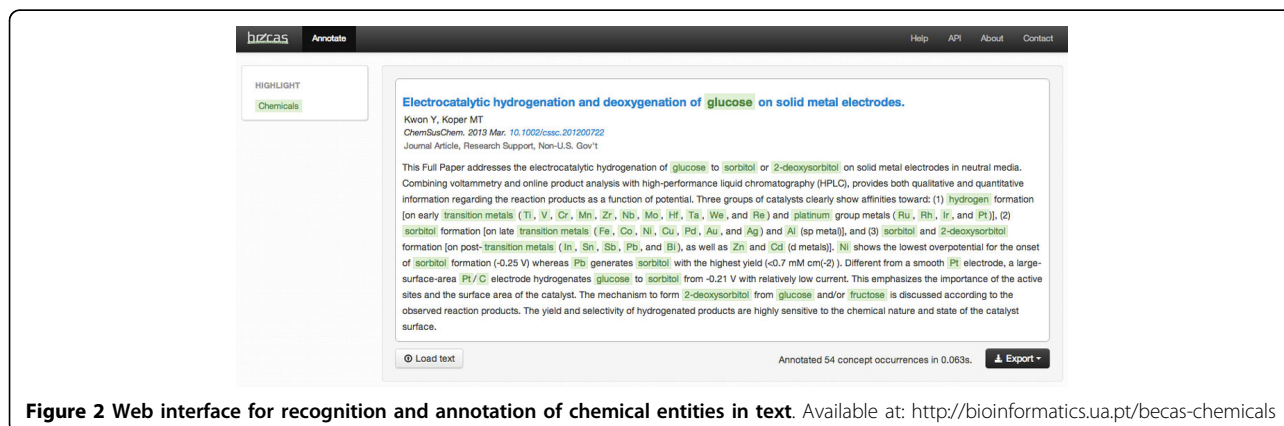 becas Annotate Help API About Contact
HIGHLIGHT
Chemicals
Electrocatalytic hydrogenation and deoxygenation of glucose on solid metal electrodes.
Kwon Y, Koper MT
ChemSusChem. 2013 Mar. 10.1002/cssc.201200722
Journal Article, Research Support, Non-U.S. Gov't
This Full Paper addresses the electrocatalytic hydrogenation of glucose to sorbitol or 2-deoxysorbitol on solid metal electrodes in neutral media.
Combining voltammetry and online product analysis with high-performance liquid chromatography (HPLC), provides both qualitative and quantitative
information regarding the reaction products as a function of potential. Three groups of catalysts clearly show affinities toward: (1) hydrogen formation
[on early transition metals (Ti, V, Cr, Mn, Zr, Nb, Mo, Hf, Ta, We, and Re) and platinum group metals (Ru, Rh, Ir, and Pt)], (2)
sorbitol formation [on late transition metals (Fe, Co, Ni, Cu, Pd, Au, and Ag) and Al (sp metal)], and (3) sorbitol and 2-deoxysorbitol
formation [on post-transition metals (In, Sn, Sb, Pb, and Bi), as well as Zn and Cd (d metals)]. Ni shows the lowest overpotential for the onset
of sorbitol formation (-0.25 V) whereas Pb generates sorbitol with the highest yield (<0.7 mM cm(-2) ). Different from a smooth Pt electrode, a large-
surface-area Pt/C electrode hydrogenates glucose to sorbitol from -0.21 V with relatively low current. This emphasizes the importance of the active
sites and the surface area of the catalyst. The mechanism to form 2-deoxysorbitol from glucose and/or fructose is discussed according to the
observed reaction products. The yield and selectivity of hydrogenated products are highly sensitive to the chemical nature and state of the catalyst
surface.
Load text Annotated 54 concept occurrences in 0.063s. Export
Figure 2 Web interface for recognition and annotation of chemical entities in text. Available at: http://bioinformatics.ua.pt/becas-chemicals